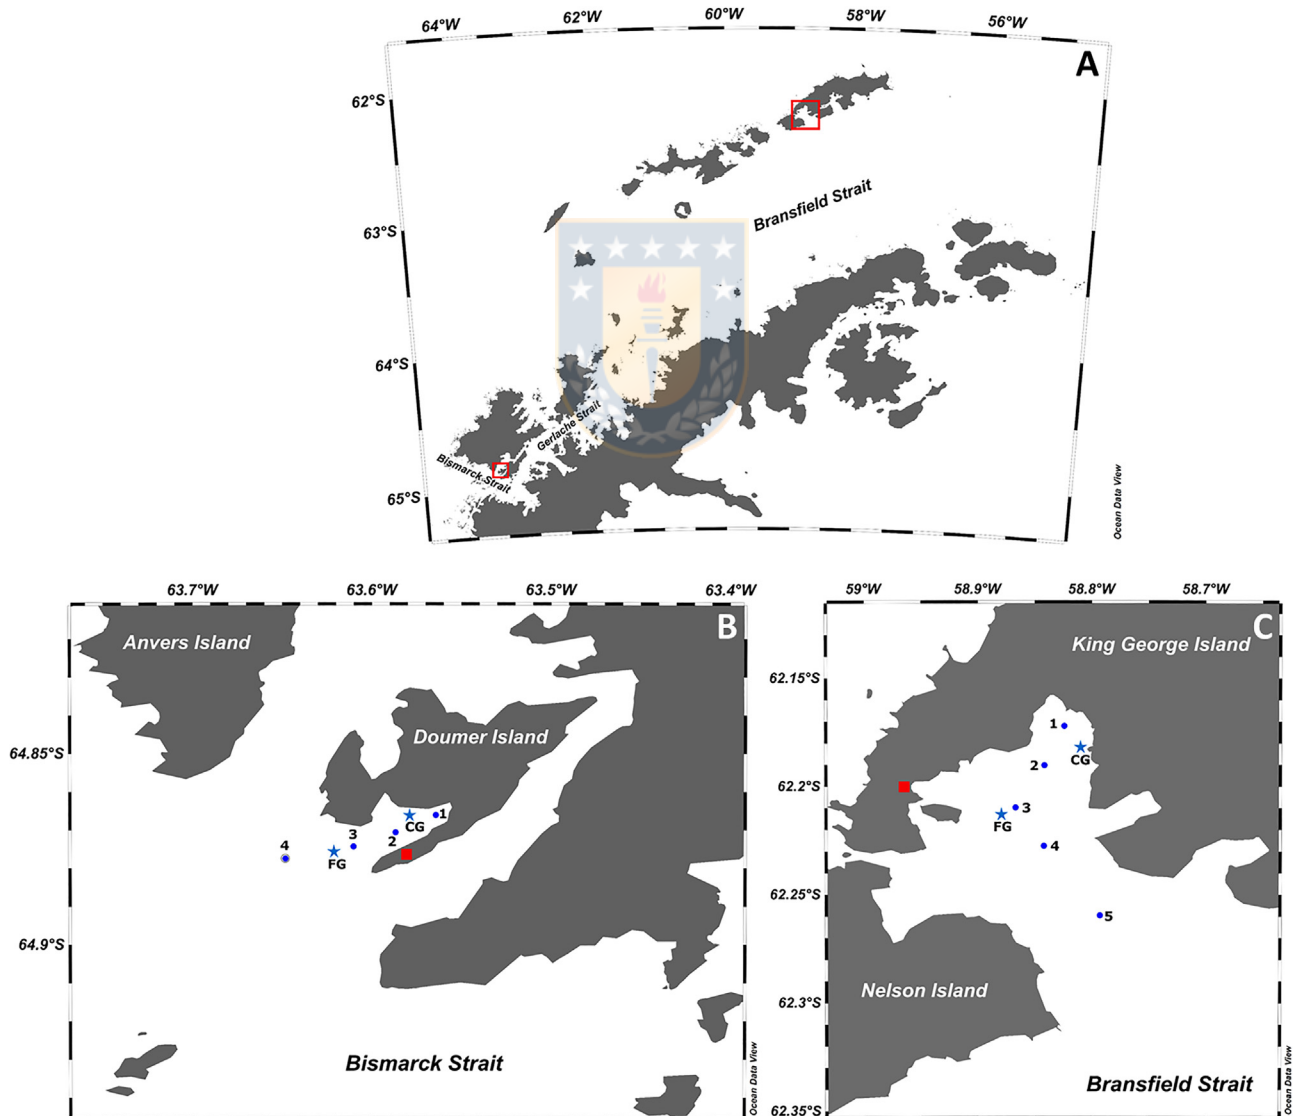 64°W 62°W 60°W 58°W 56°W
A
62°S
63°S
64°S
65°S
Bransfield Strait
Gerlache Strait
Bismarck Strait
Ocean Data View
63.7°W 63.6°W 63.5°W 63.4°W
B
Anvers Island
Doumer Island
64.85°S
1
CG
2
3
4
FG
64.9°S
Bismarck Strait
Ocean Data View
59°W 58.9°W 58.8°W 58.7°W
C
King George Island
62.15°S
1
CG
2
62.2°S
3
FG
4
62.25°S
5
Nelson Island
62.3°S
Bransfield Strait
62.35°S
Ocean Data View